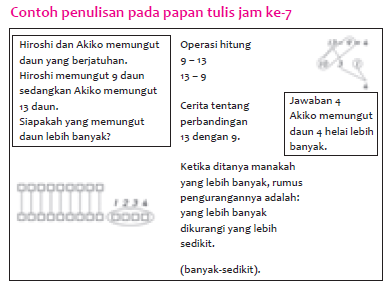 Contoh penulisan pada papan tulis jam ke-7
Hiroshi dan Akiko memungut
daun yang berjatuhan.
Hiroshi memungut 9 daun
sedangkan Akiko memungut
13 daun.
Siapakah yang memungut
daun lebih banyak?
Operasi hitung
9 – 13
13 – 9
Cerita tentang
perbandingan
13 dengan 9.
Jawaban 4
Akiko memungut
daun 4 helai lebih
banyak.
Ketika ditanya manakah
yang lebih banyak, rumus
pengurangannya adalah:
yang lebih banyak
dikurangi yang lebih
sedikit.
(banyak-sedikit).
1 2 3 4